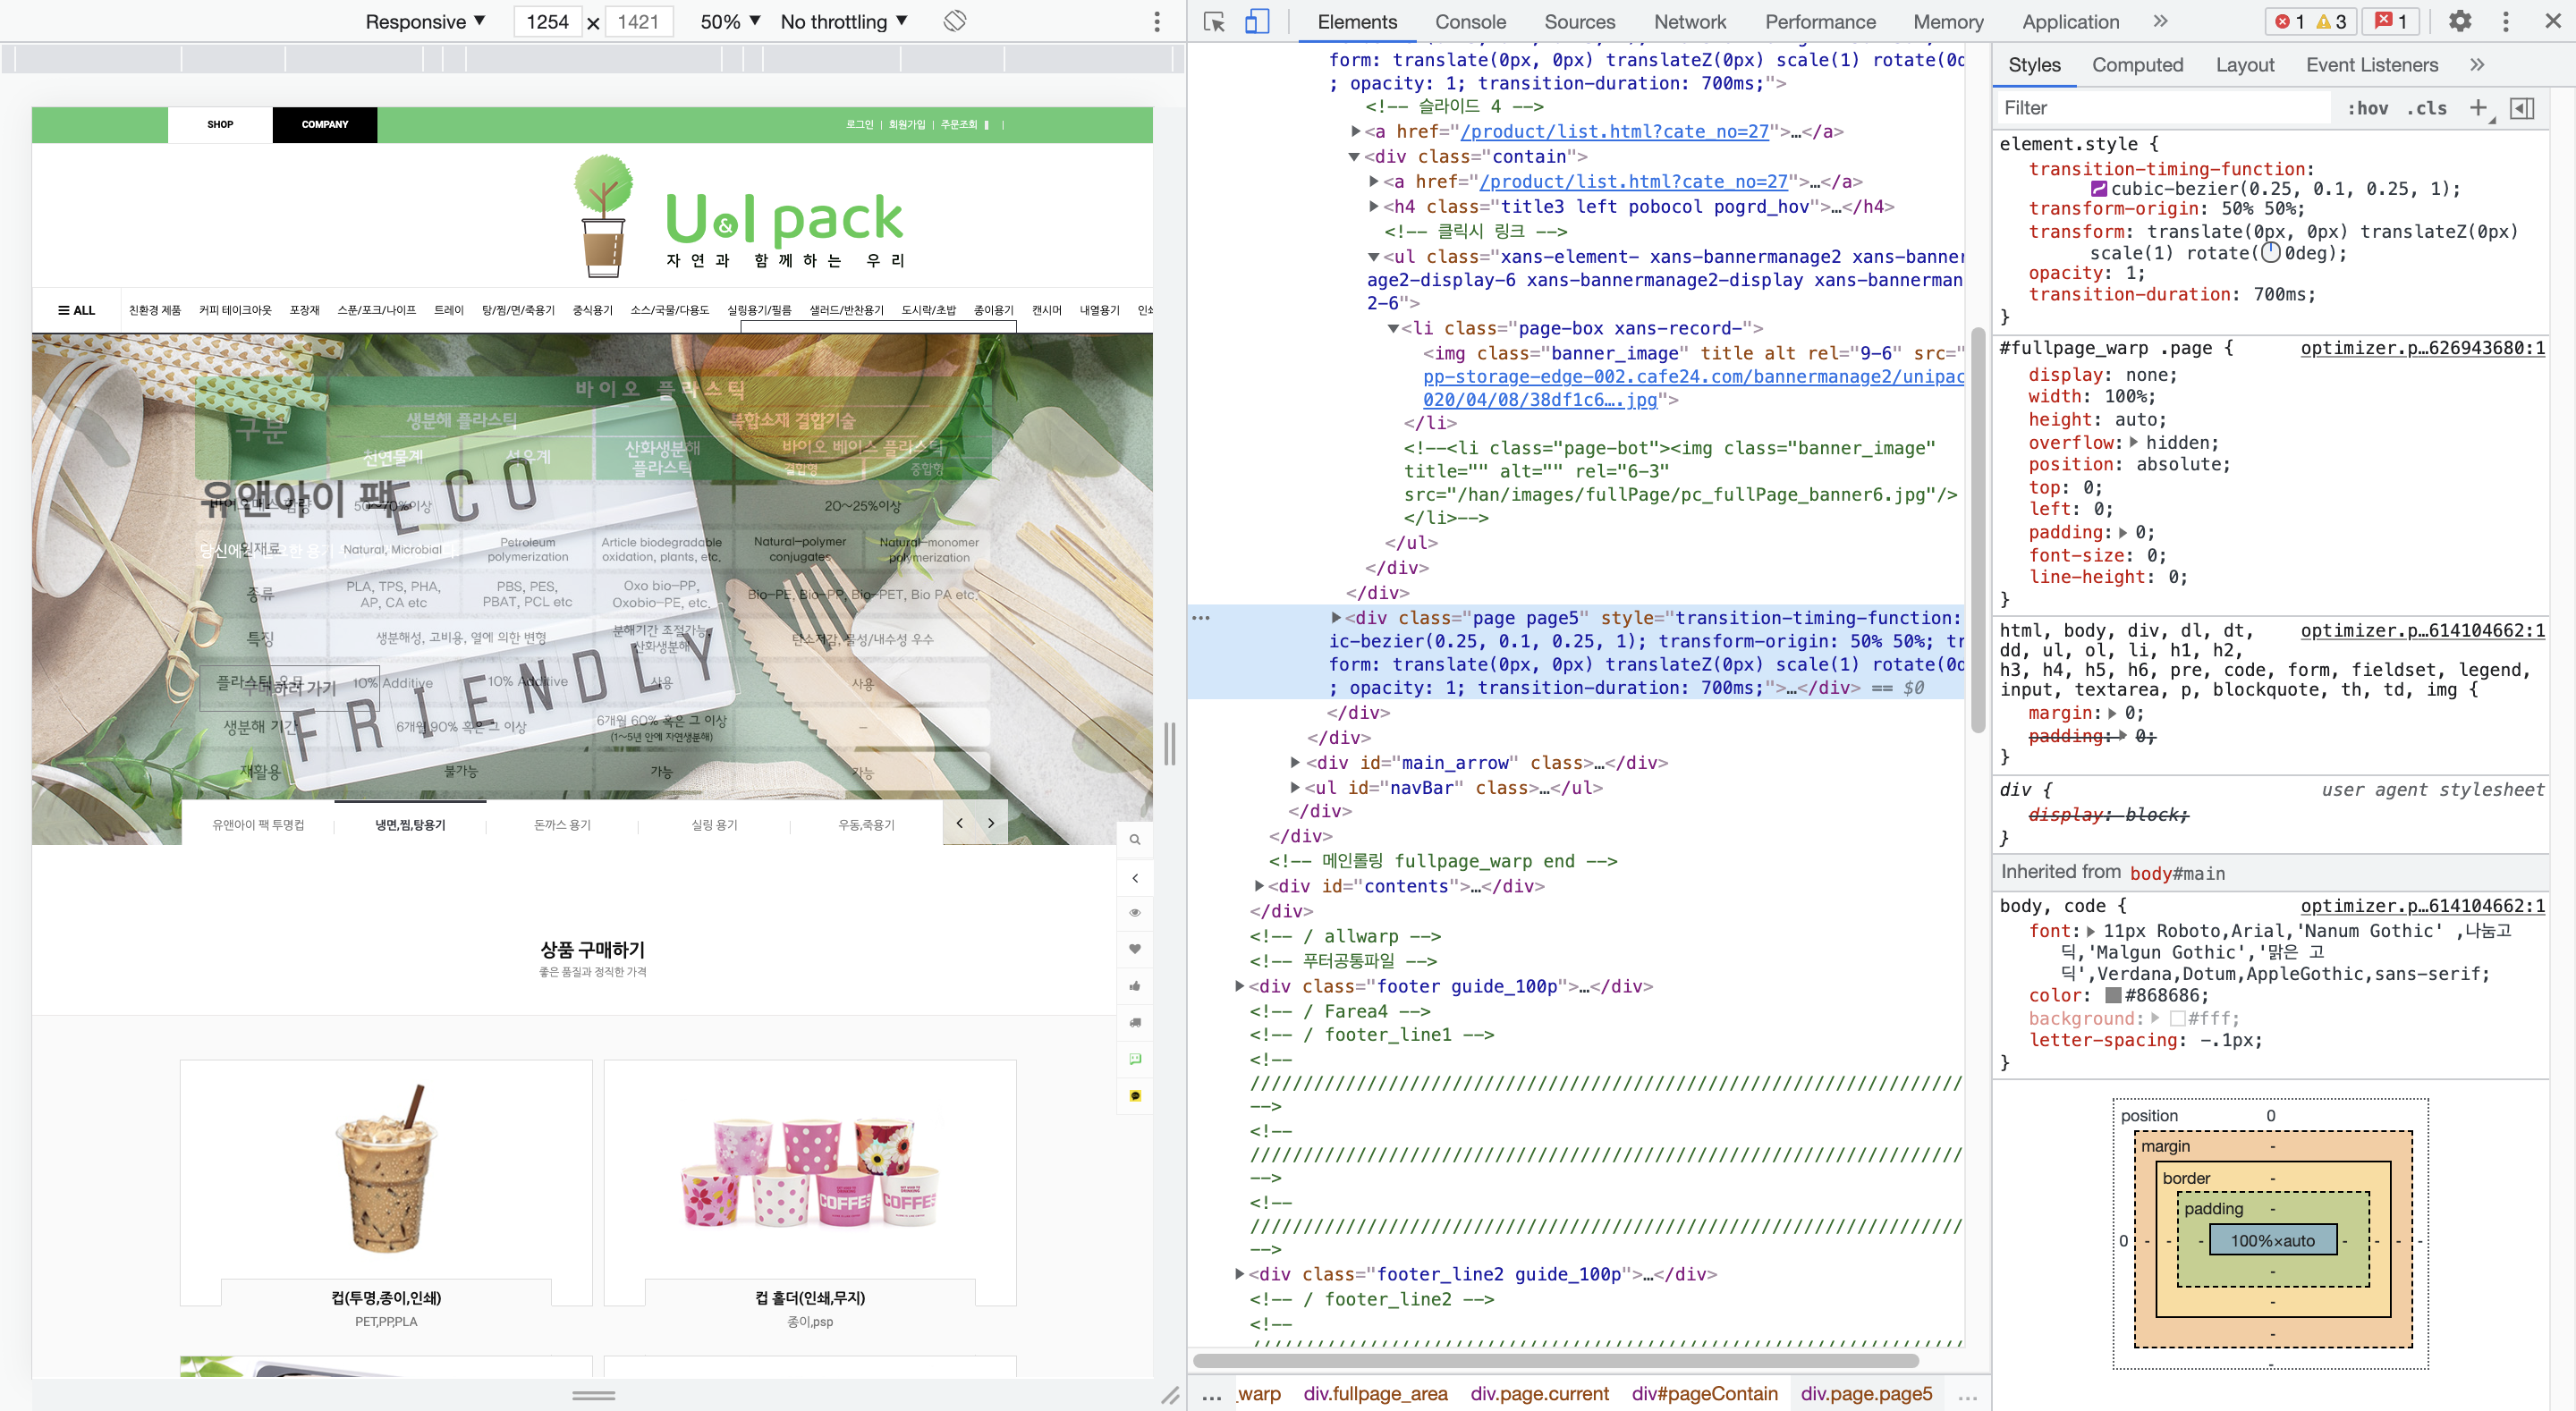 Responsive ▼ 1254 × 1421 50% ▼ No throttling ▼
SHOP
COMPANY
로그인 | 회원가입 | 주문조회
U&I pack
자연과 함께하는 우리
ALL 친환경 제품 커피 테이크아웃 포장재 스푼/포크/나이프 트레이 탕/찜/면/죽용기 중식용기 소스/국물/다용도 실링용기/필름 샐러드/반찬용기 도시락/초밥 종이용기 캔시머 내열용기
바이오 플라스틱
구분
생분해 플라스틱
복합소재 결합기술
천연물계
석유계
산화생분해
플라스틱
바이오 베이스 플라스틱
결합형
중합형
유앤아이 팩
바이오매스 함량
50~70%이상
20~25%이상
원재료
Natural, Microbial
Petroleum
polymerization
Article biodegradable
oxidation, plants, etc.
Natural-polymer
conjugates
Natural-monomer
polymerization
종류
PLA, TPS, PHA,
AP, CA etc
PBS, PES,
PBAT, PCL etc
Oxo bio-PP,
Oxobio-PE, etc.
Bio-PE, Bio-PP, Bio-PET, Bio PA etc.
특징
생분해성, 고비용, 열에 의한 변형
분해기간 조절가능,
산화생분해
탄소저감, 물성/내수성 우수
10% Additive
10% Additive
사용
사용
생분해 기간
6개월 90% 혹은 그 이상
6개월 60% 혹은 그 이상
(1~5년 안에 자연생분해)
재활용
불가능
가능
가능
ECO
FRIENDLY
유앤아이 팩 투명컵
냉면,찜,탕용기
돈까스 용기
실링 용기
우동,죽용기
상품 구매하기
좋은 품질과 정직한 가격
COFFE
COFFE
컵(투명,종이,인쇄)
PET,PP,PLA
컵 홀더(인쇄,무지)
종이,psp
Elements Console Sources Network Performance Memory Application » 1 3 1
form: translate(0px, 0px) translateZ(0px) scale(1) rotate(0d
; opacity: 1; transition-duration: 700ms;">
<!-- 슬라이드 4 -->
<a href="/product/list.html?cate_no=27">…</a>
<div class="contain">
<a href="/product/list.html?cate_no=27">…</a>
<h4 class="title3 left pobocol pogrd_hov">…</h4>
<!-- 클릭시 링크 -->
<ul class="xans-element- xans-bannermanage2 xans-banner
age2-display-6 xans-bannermanage2-display xans-bannerman
2-6">
<li class="page-box xans-record-">
<img class="banner_image" title alt rel="9-6" src="
pp-storage-edge-002.cafe24.com/bannermanage2/unipac
020/04/08/38df1c6….jpg">
</li>
<!--<li class="page-bot"><img class="banner_image"
title="" alt="" rel="6-3"
src="/han/images/fullPage/pc_fullPage_banner6.jpg"/>
</li>-->
</ul>
</div>
</div>
<div class="page page5" style="transition-timing-function:
ic-bezier(0.25, 0.1, 0.25, 1); transform-origin: 50% 50%; tr
form: translate(0px, 0px) translateZ(0px) scale(1) rotate(0d
; opacity: 1; transition-duration: 700ms;">…</div> == $0
</div>
</div>
<div id="main_arrow" class>…</div>
<ul id="navBar" class>…</ul>
</div>
</div>
<!-- 메인롤링 fullpage_warp end -->
<div id="contents">…</div>
</div>
<!-- / allwarp -->
<!-- 푸터공통파일 -->
<div class="footer guide_100p">…</div>
<!-- / Farea4 -->
<!-- / footer_line1 -->
<!--
///////////////////////////////////////////////////////////////////
-->
<!--
///////////////////////////////////////////////////////////////////
-->
<!--
///////////////////////////////////////////////////////////////////
-->
<div class="footer_line2 guide_100p">…</div>
<!-- / footer_line2 -->
<!--
… _warp div.fullpage_area div.page.current div#pageContain div.page.page5 …
Styles Computed Layout Event Listeners »
Filter :hov .cls +
element.style {
transition-timing-function:
cubic-bezier(0.25, 0.1, 0.25, 1);
transform-origin: 50% 50%;
transform: translate(0px, 0px) translateZ(0px)
scale(1) rotate(0deg);
opacity: 1;
transition-duration: 700ms;
}
#fullpage_warp .page { optimizer.p…626943680:1
display: none;
width: 100%;
height: auto;
overflow: hidden;
position: absolute;
top: 0;
left: 0;
padding: 0;
font-size: 0;
line-height: 0;
}
html, body, div, dl, dt, optimizer.p…614104662:1
dd, ul, ol, li, h1, h2,
h3, h4, h5, h6, pre, code, form, fieldset, legend,
input, textarea, p, blockquote, th, td, img {
margin: 0;
padding: 0;
}
div { user agent stylesheet
display: block;
}
Inherited from body#main
body, code { optimizer.p…614104662:1
font: 11px Roboto,Arial,'Nanum Gothic' ,나눔고
딕,'Malgun Gothic','맑은 고
딕',Verdana,Dotum,AppleGothic,sans-serif;
color: #868686;
background: #fff;
letter-spacing: -.1px;
}
position 0
margin -
border -
padding -
0 - - - 100%×auto - - - -
-
-
-
-